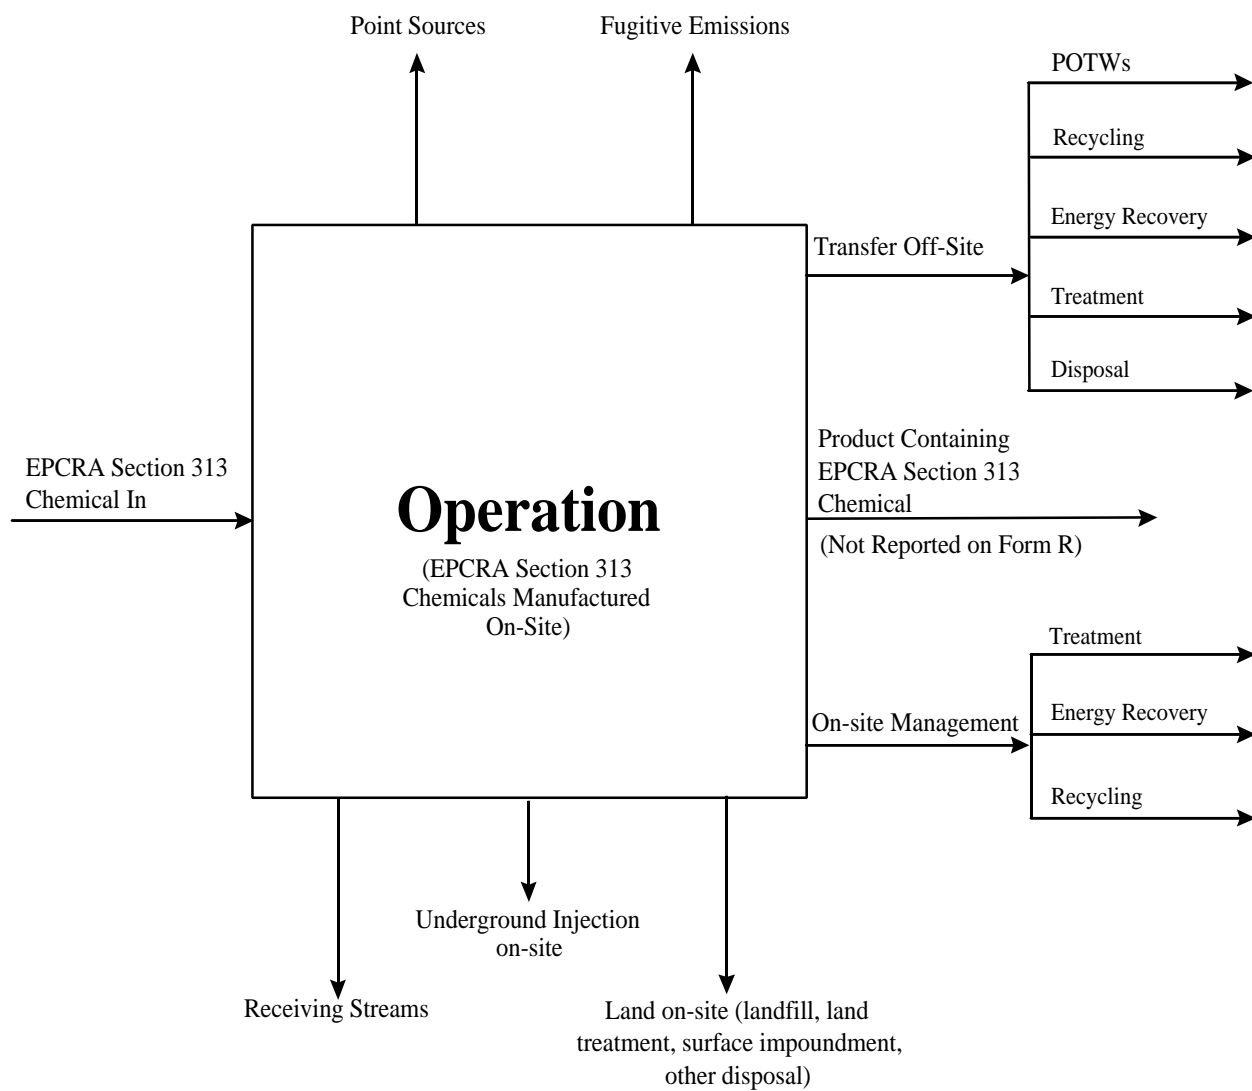 Point Sources
Fugitive Emissions
POTWs
Recycling
Energy Recovery
Transfer Off-Site
Treatment
Disposal
Product Containing
EPCRA Section 313
Chemical
(Not Reported on Form R)
EPCRA Section 313
Chemical In
Operation
(EPCRA Section 313
Chemicals Manufactured
On-Site)
Treatment
Energy Recovery
On-site Management
Recycling
Underground Injection
on-site
Receiving Streams
Land on-site (landfill, land
treatment, surface impoundment,
other disposal)